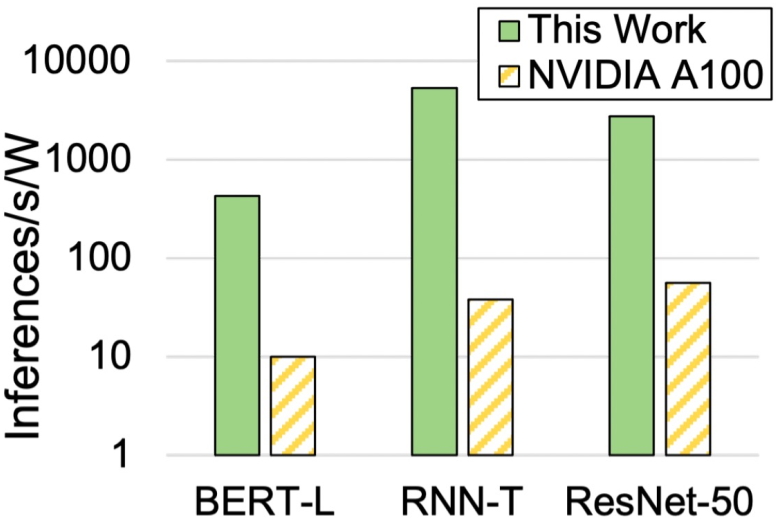 This Work
NVIDIA A100
Inferences/s/W
10000
1000
100
10
1
BERT-L
RNN-T
ResNet-50